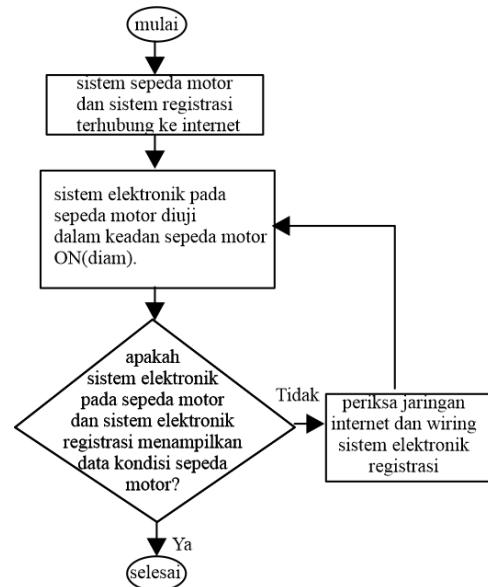 mulai
sistem sepeda motor
dan sistem registrasi
terhubung ke internet
sistem elektronik pada
sepeda motor diuji
dalam keadan sepeda motor
ON(diam).
apakah
sistem elektronik
pada sepeda motor
dan sistem elektronik
registrasi menampilkan
data kondisi sepeda
motor?
Tidak
periksa jaringan
internet dan wiring
sistem elektronik
registrasi
Ya
selesai